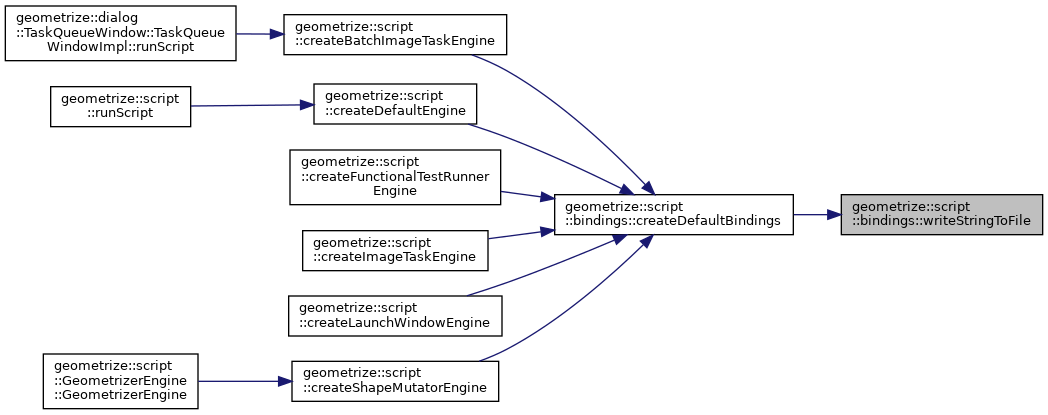 geometrize::dialog
::TaskQueueWindow::TaskQueue
WindowImpl::runScript
geometrize::script
::createBatchImageTaskEngine
geometrize::script
::runScript
geometrize::script
::createDefaultEngine
geometrize::script
::createFunctionalTestRunner
Engine
geometrize::script
::bindings::createDefaultBindings
geometrize::script
::bindings::writeStringToFile
geometrize::script
::createImageTaskEngine
geometrize::script
::createLaunchWindowEngine
geometrize::script
::GeometrizerEngine
::GeometrizerEngine
geometrize::script
::createShapeMutatorEngine